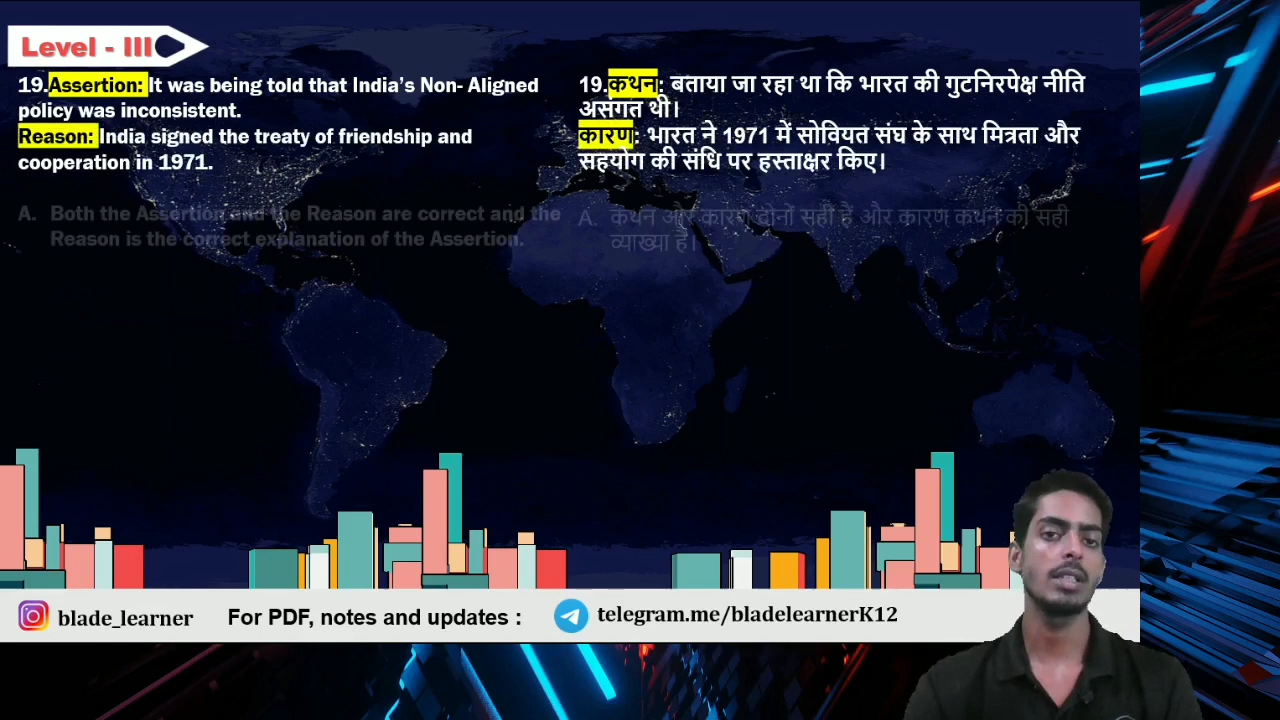 Level - III
19.Assertion: It was being told that India's Non- Aligned
policy was inconsistent.
Reason: India signed the treaty of friendship and
cooperation in 1971.
A. Both the Assertion and the Reason are correct and the
Reason is the correct explanation of the Assertion.
19.कथन: बताया जा रहा था कि भारत की गुटनिरपेक्ष नीति
असंगत थी।
कारण: भारत ने 1971 में सोवियत संघ के साथ मित्रता और
सहयोग की संधि पर हस्ताक्षर किए।
A. कथन और कारण दोनों सही हैं और कारण कथन की सही
व्याख्या है।
blade_learner For PDF, notes and updates : telegram.me/bladelearnerK12